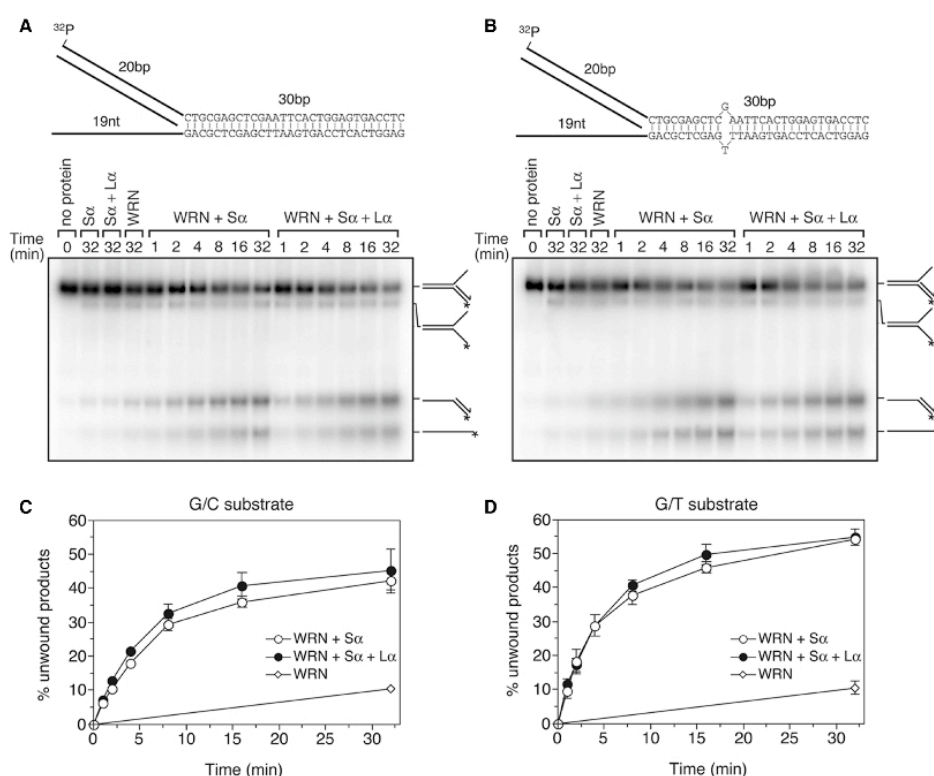 A
32P
20bp
30bp
CTGCGAGCTCGAATTCACTGGAGTGACCTC
19nt
GACGCTCGAGCTTAAGTGACCTCACTGGAG
no protein
Sα
Sα + Lα
WRN
WRN + Sα
WRN + Sα + Lα
Time 0 32 32 32 1 2 4 8 16 32 1 2 4 8 16 32
(min)
*
*
*
*
B
32P
20bp
30bp
G
CTGCGAGCTC AATTCACTGGAGTGACCTC
19nt
GACGCTCGAG TTAAGTGACCTCACTGGAG
T
no protein
Sα
Sα + Lα
WRN
WRN + Sα
WRN + Sα + Lα
Time 0 32 32 32 1 2 4 8 16 32 1 2 4 8 16 32
(min)
*
*
*
C
G/C substrate
% unwound products
60
50
40
30
20
10
0
WRN + Sα
WRN + Sα + Lα
WRN
0 5 10 15 20 25 30
Time (min)
D
G/T substrate
% unwound products
60
50
40
30
20
10
0
WRN + Sα
WRN + Sα + Lα
WRN
0 5 10 15 20 25 30
Time (min)